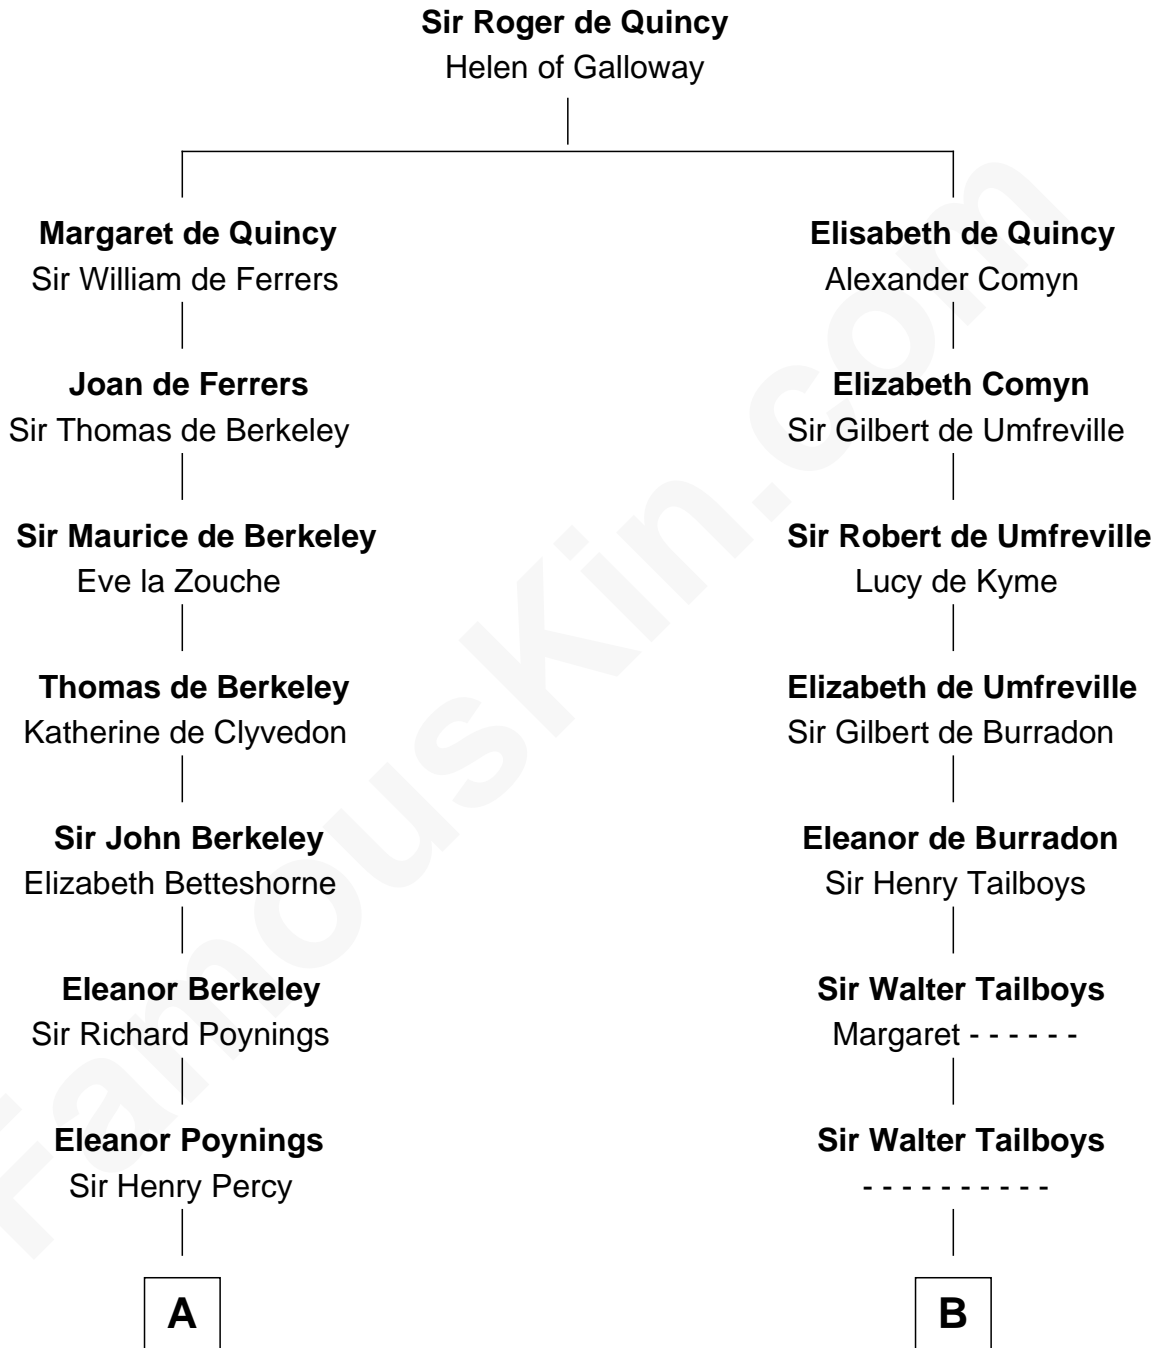 Sir Roger de Quincy
Helen of Galloway
Margaret de Quincy
Sir William de Ferrers
Elisabeth de Quincy
Alexander Comyn
Joan de Ferrers
Sir Thomas de Berkeley
Elizabeth Comyn
Sir Gilbert de Umfreville
Sir Maurice de Berkeley
Eve la Zouche
Sir Robert de Umfreville
Lucy de Kyme
Thomas de Berkeley
Katherine de Clyvedon
Elizabeth de Umfreville
Sir Gilbert de Burradon
Sir John Berkeley
Elizabeth Betteshorne
Eleanor de Burradon
Sir Henry Tailboys
Eleanor Berkeley
Sir Richard Poynings
Sir Walter Tailboys
Margaret - - - - - -
Eleanor Poynings
Sir Henry Percy
Sir Walter Tailboys
- - - - - - - - - -
A
B
FamousKin.com